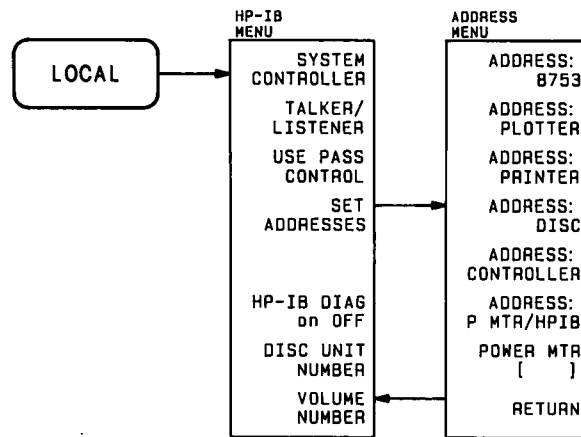 LOCAL
HP-IB
MENU
SYSTEM
CONTROLLER
TALKER/
LISTENER
USE PASS
CONTROL
SET
ADDRESSES
HP-IB DIAG
on OFF
DISC UNIT
NUMBER
VOLUME
NUMBER
ADDRESS
MENU
ADDRESS:
8753
ADDRESS:
PLOTTER
ADDRESS:
PRINTER
ADDRESS:
DISC
ADDRESS:
CONTROLLER
ADDRESS:
P MTR/HPIB
POWER MTR
[ ]
RETURN